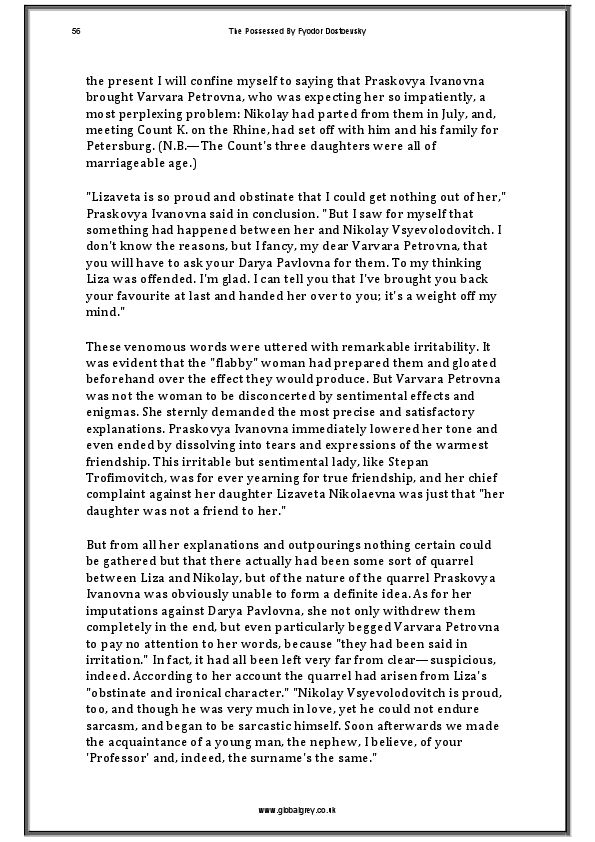 56
The Possessed By Fyodor Dostoevsky
the present I will confine myself to saying that Praskovya Ivanovna
brought Varvara Petrovna, who was expecting her so impatiently, a
most perplexing problem: Nikolay had parted from them in July, and,
meeting Count K. on the Rhine, had set off with him and his family for
Petersburg. (N.B.—The Count's three daughters were all of
marriageable age.)
"Lizaveta is so proud and obstinate that I could get nothing out of her,"
Praskovya Ivanovna said in conclusion. "But I saw for myself that
something had happened between her and Nikolay Vsyevolodovitch. I
don't know the reasons, but I fancy, my dear Varvara Petrovna, that
you will have to ask your Darya Pavlovna for them. To my thinking
Liza was offended. I'm glad. I can tell you that I've brought you back
your favourite at last and handed her over to you; it's a weight off my
mind."
These venomous words were uttered with remarkable irritability. It
was evident that the "flabby" woman had prepared them and gloated
beforehand over the effect they would produce. But Varvara Petrovna
was not the woman to be disconcerted by sentimental effects and
enigmas. She sternly demanded the most precise and satisfactory
explanations. Praskovya Ivanovna immediately lowered her tone and
even ended by dissolving into tears and expressions of the warmest
friendship. This irritable but sentimental lady, like Stepan
Trofimovitch, was for ever yearning for true friendship, and her chief
complaint against her daughter Lizaveta Nikolaevna was just that "her
daughter was not a friend to her."
But from all her explanations and outpourings nothing certain could
be gathered but that there actually had been some sort of quarrel
between Liza and Nikolay, but of the nature of the quarrel Praskovya
Ivanovna was obviously unable to form a definite idea. As for her
imputations against Darya Pavlovna, she not only withdrew them
completely in the end, but even particularly begged Varvara Petrovna
to pay no attention to her words, because "they had been said in
irritation." In fact, it had all been left very far from clear—suspicious,
indeed. According to her account the quarrel had arisen from Liza's
"obstinate and ironical character." "Nikolay Vsyevolodovitch is proud,
too, and though he was very much in love, yet he could not endure
sarcasm, and began to be sarcastic himself. Soon afterwards we made
the acquaintance of a young man, the nephew, I believe, of your
'Professor' and, indeed, the surname's the same."
www.globalgrey.co.uk